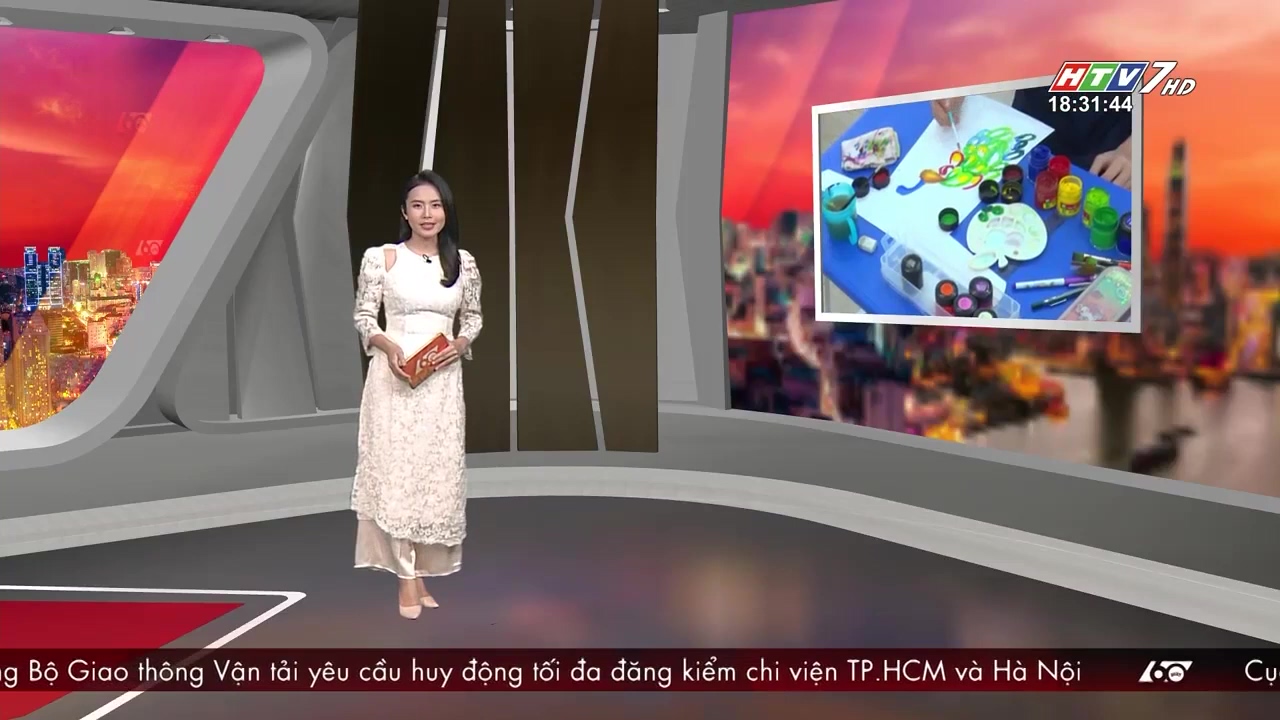 HTV7 HD
18:31:44
Bộ Giao thông Vận tải yêu cầu huy động tối đa đăng kiểm chi viện TP.HCM và Hà Nội